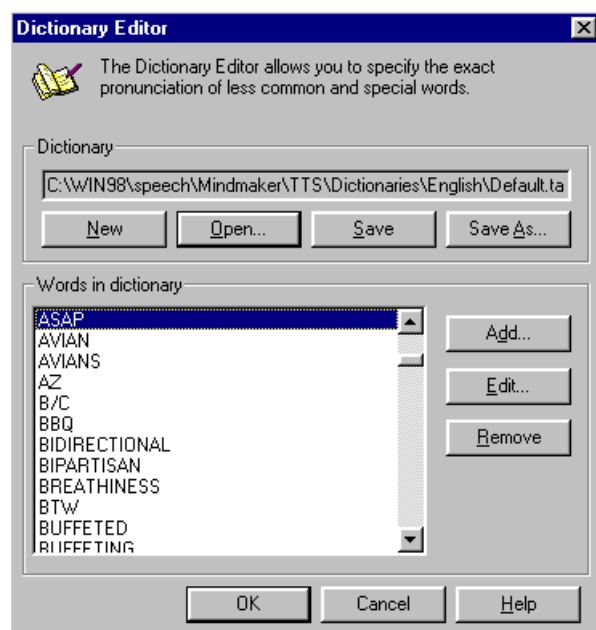 Dictionary Editor
The Dictionary Editor allows you to specify the exact
pronunciation of less common and special words.
Dictionary
C:\WIN98\speech\Mindmaker\TTS\Dictionaries\English\Default.ta
New Open... Save Save As...
Words in dictionary
ASAP
AVIAN
AVIANS
AZ
B/C
BBQ
BIDIRECTIONAL
BIPARTISAN
BREATHINESS
BTW
BUFFETED
BUFFETING
Add...
Edit...
Remove
OK Cancel Help